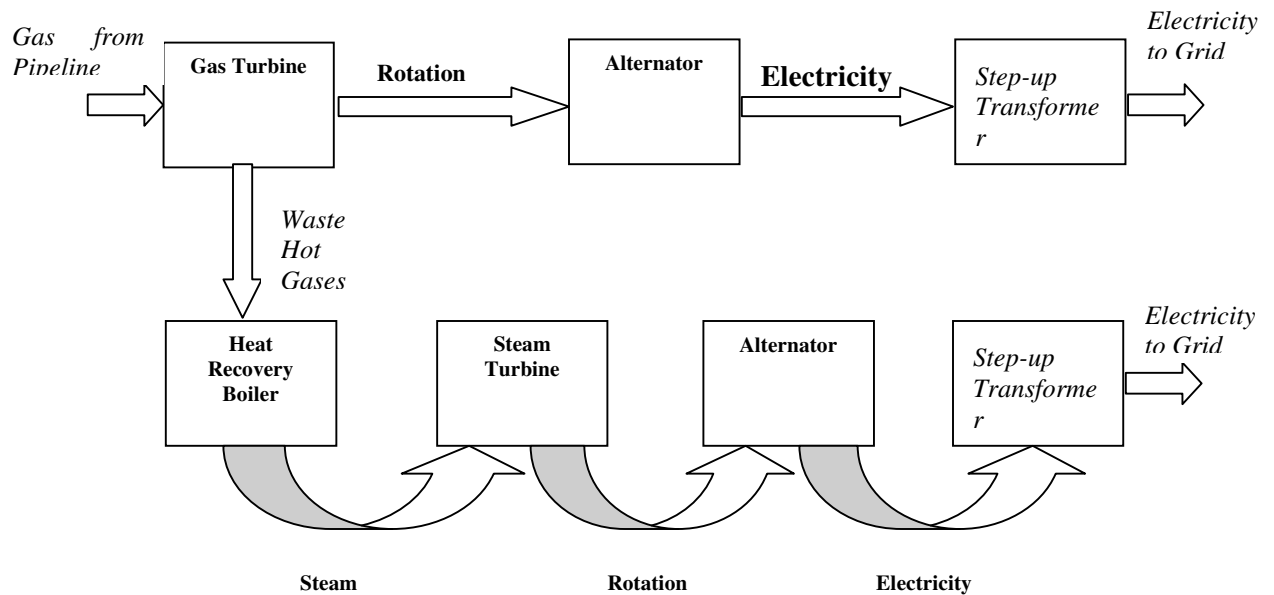 Gas from
Pipeline
Gas Turbine
Rotation
Alternator
Electricity
Step-up
Transforme
r
Electricity
to Grid
Waste
Hot
Gases
Heat
Recovery
Boiler
Steam
Turbine
Alternator
Step-up
Transforme
r
Electricity
to Grid
Steam
Rotation
Electricity